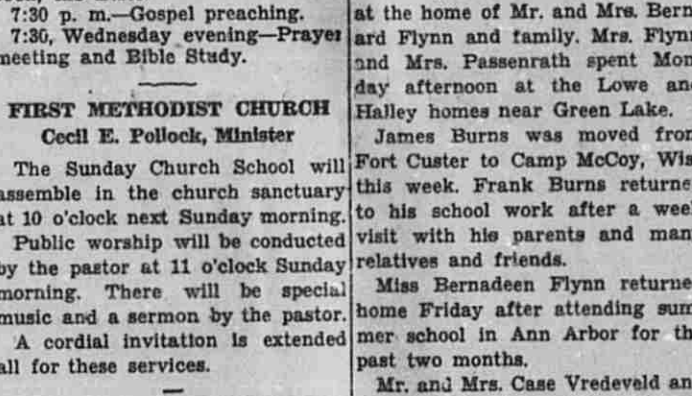 7:30 p. m.—Gospel preaching.
7:30, Wednesday evening—Prayer
meeting and Bible Study.
FIRST METHODIST CHURCH
Cecil E. Pollock, Minister
The Sunday Church School will
assemble in the church sanctuary
at 10 o'clock next Sunday morning.
Public worship will be conducted
by the pastor at 11 o'clock Sunday
morning. There will be special
music and a sermon by the pastor.
A cordial invitation is extended
all for these services.
at the home of Mr. and Mrs. Bern-
ard Flynn and family. Mrs. Flynn
and Mrs. Passenrath spent Mon-
day afternoon at the Lowe and
Halley homes near Green Lake.
James Burns was moved from
Fort Custer to Camp McCoy, Wis.
this week. Frank Burns returne
to his school work after a week
visit with his parents and many
relatives and friends.
Miss Bernadeen Flynn returne
home Friday after attending sum-
mer school in Ann Arbor for th
past two months.
Mr. and Mrs. Case Vredeveld an